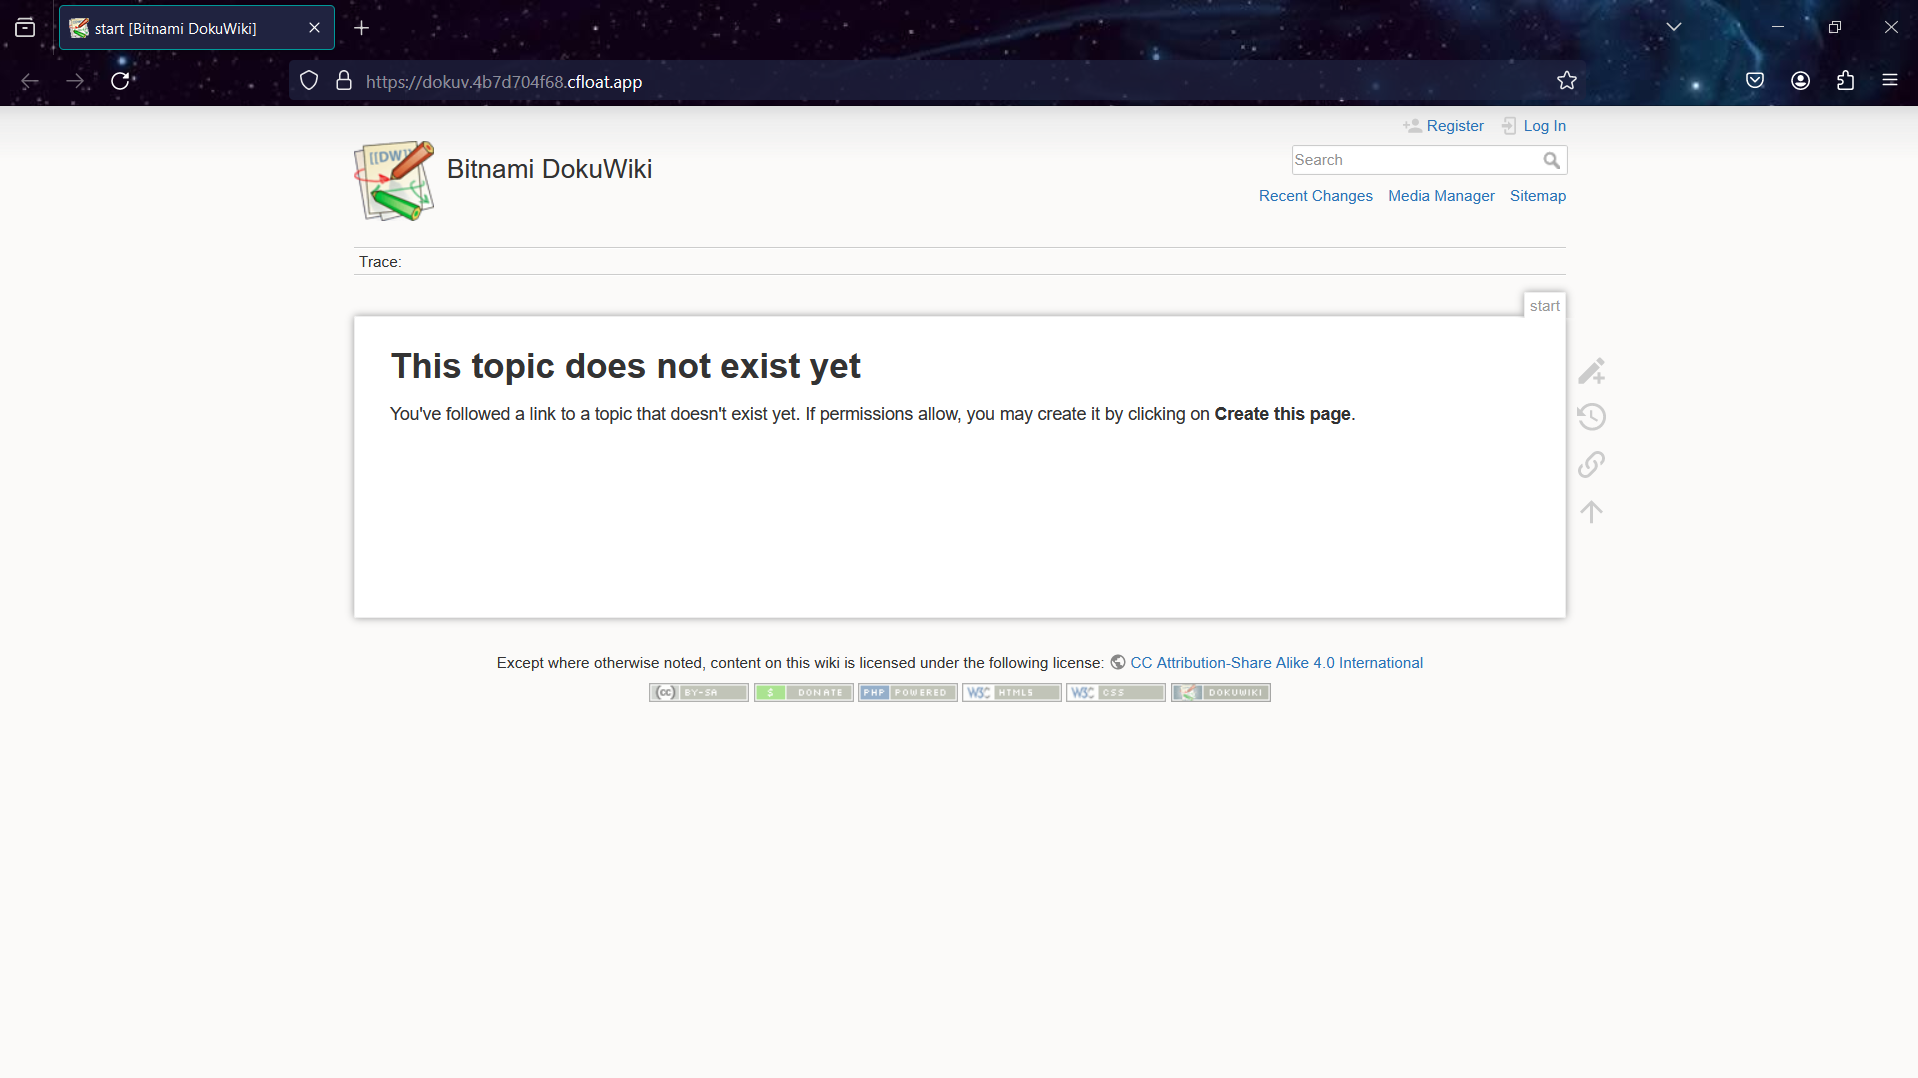 start [Bitnami DokuWiki]
https://dokuv.4b7d704f68.cfloat.app
Register Log In
[[DW]]
Bitnami DokuWiki
Search
Recent Changes Media Manager Sitemap
Trace:
start
This topic does not exist yet
You've followed a link to a topic that doesn't exist yet. If permissions allow, you may create it by clicking on Create this page.
Except where otherwise noted, content on this wiki is licensed under the following license: CC Attribution-Share Alike 4.0 International
(cc) BY-SA $ DONATE PHP POWERED W3C HTML5 W3C CSS DOKUWIKI